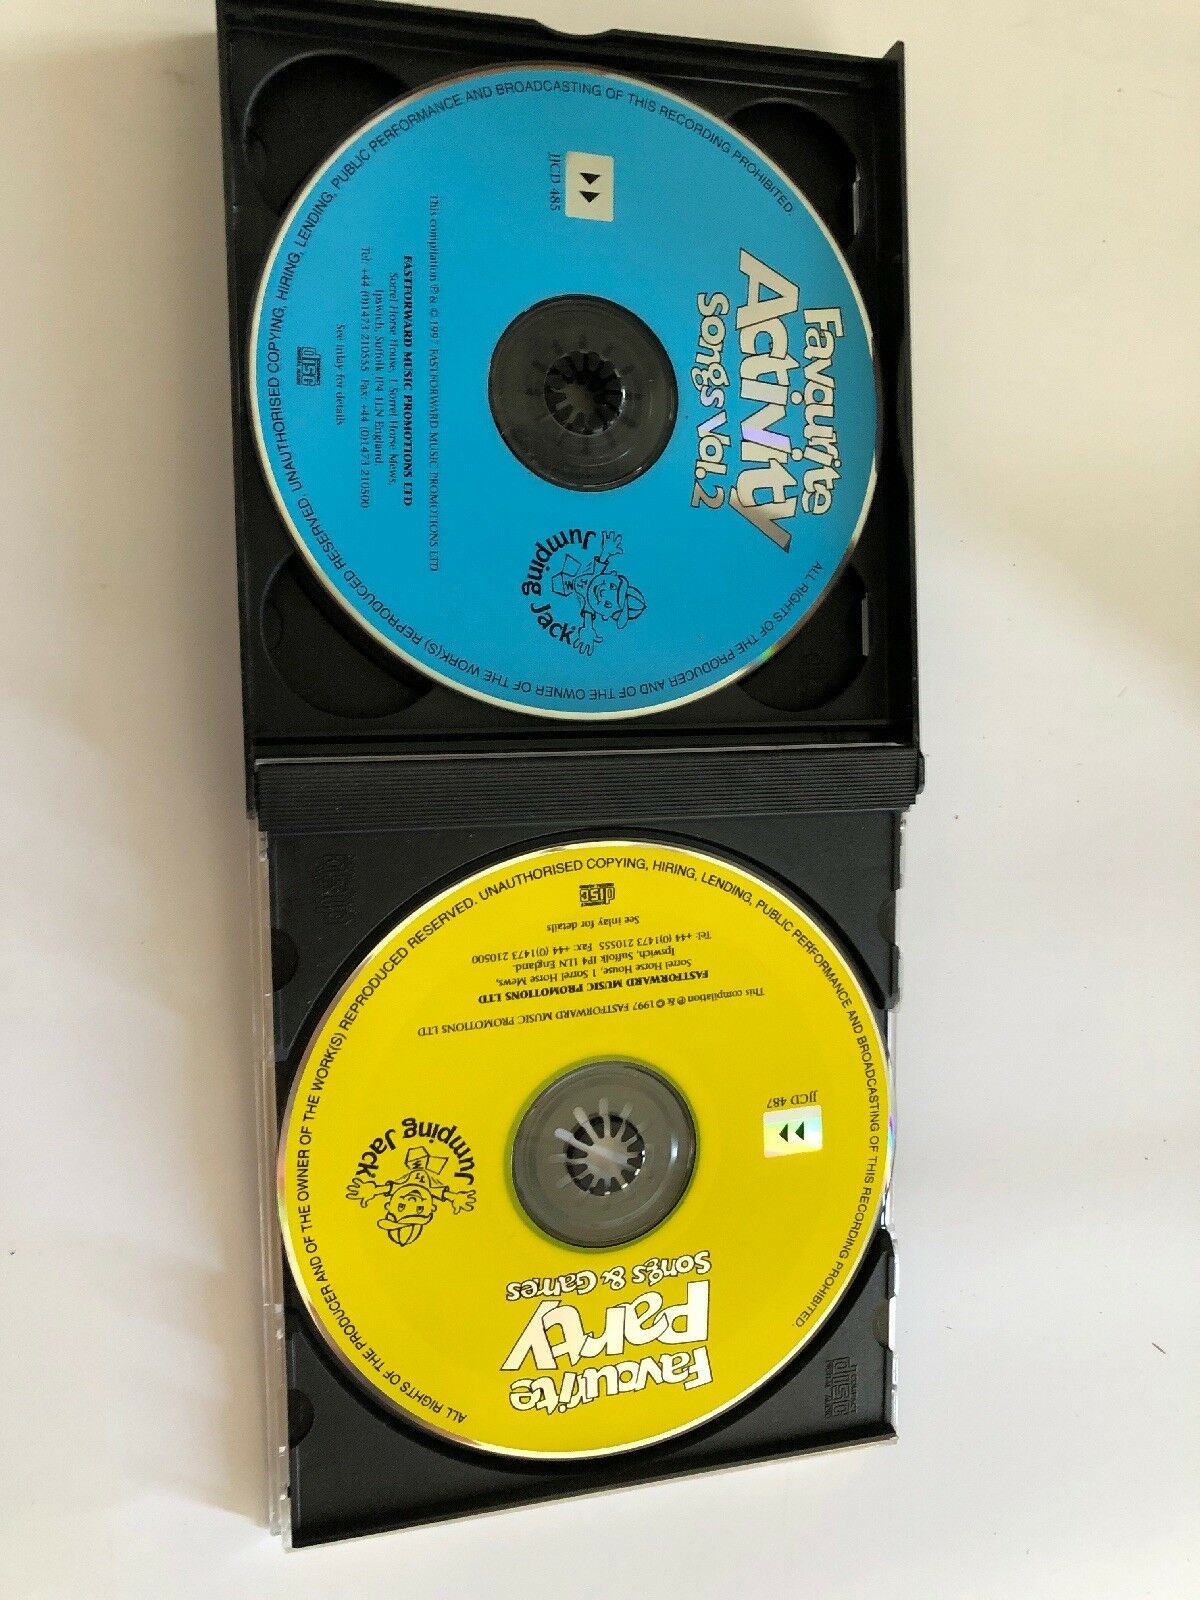 Favourite
Activity
Songs Vol.2
JJCD 485
This compilation ℗ & © 1997 FASTFORWARD MUSIC PROMOTIONS LTD
FASTFORWARD MUSIC PROMOTIONS LTD
Sorrel Horse House, 1 Sorrel Horse Mews,
Ipswich, Suffolk IP4 1LN England.
Tel: +44 (0)1473 210555 Fax: +44 (0)1473 210500
See inlay for details
disc
Jumping Jack
ALL RIGHTS OF THE PRODUCER AND OF THE OWNER OF THE WORK(S) REPRODUCED RESERVED. UNAUTHORISED COPYING, HIRING, LENDING, PUBLIC PERFORMANCE AND BROADCASTING OF THIS RECORDING PROHIBITED.
Favourite
Party
Songs & Games
Jumping Jack
JJCD 487
This compilation ℗ & © 1997 FASTFORWARD MUSIC PROMOTIONS LTD
FASTFORWARD MUSIC PROMOTIONS LTD
Sorrel Horse House, 1 Sorrel Horse Mews,
Ipswich, Suffolk IP4 1LN England.
Tel: +44 (0)1473 210555 Fax: +44 (0)1473 210500
See inlay for details
disc
ALL RIGHTS OF THE PRODUCER AND OF THE OWNER OF THE WORK(S) REPRODUCED RESERVED. UNAUTHORISED COPYING, HIRING, LENDING, PUBLIC PERFORMANCE AND BROADCASTING OF THIS RECORDING PROHIBITED.
COMPACT
disc